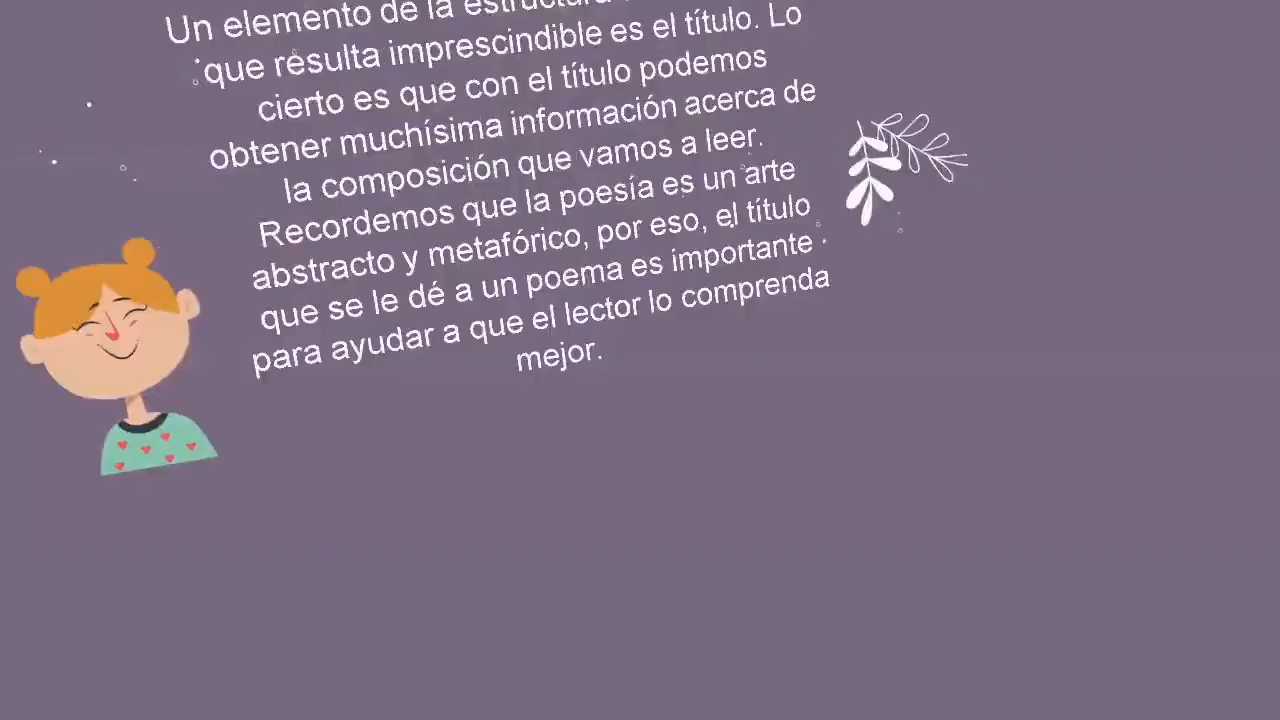 Un elemento de la estructura
que resulta imprescindible es el título. Lo
cierto es que con el título podemos
obtener muchísima información acerca de
la composición que vamos a leer.
Recordemos que la poesía es un arte
abstracto y metafórico, por eso, el título
que se le dé a un poema es importante
para ayudar a que el lector lo comprenda
mejor.